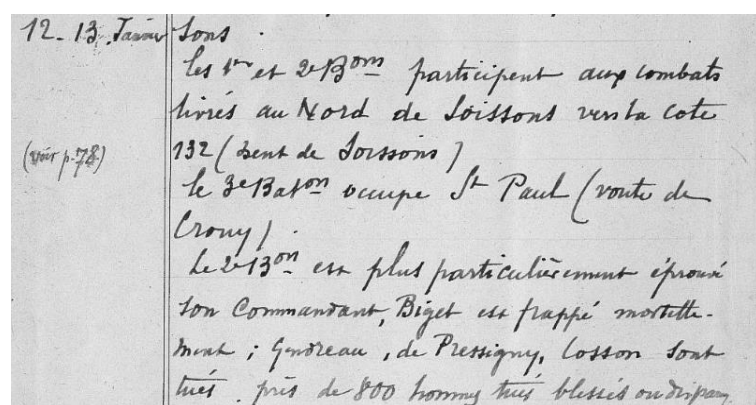 12-13 Janvier sons.
Les 1er et 2e Bons participent aux combats
livrés au Nord de Soissons vers la cote
(voir p. 78) 132 (dent de Soissons)
le 3e Baton occupe St Paul (route de
Crouy).
Le 2e Bon est plus particulièrement éprouvé
son Commandant, Biget est frappé mortelle-
ment ; Gendreau, de Pressigny, Cosson sont
tués. près de 800 hommes tués blessés ou disparus